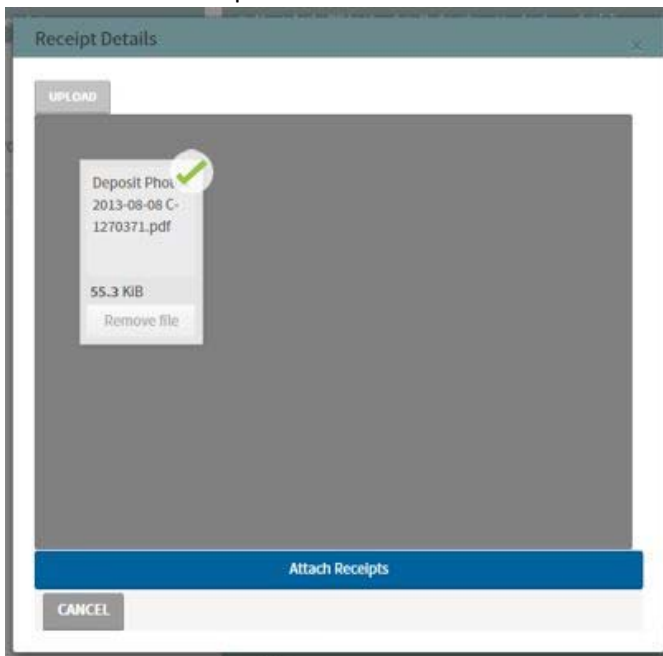 Receipt Details
×
UPLOAD
Deposit Phot
2013-08-08 C-
1270371.pdf
55.3 KiB
Remove file
Attach Receipts
CANCEL